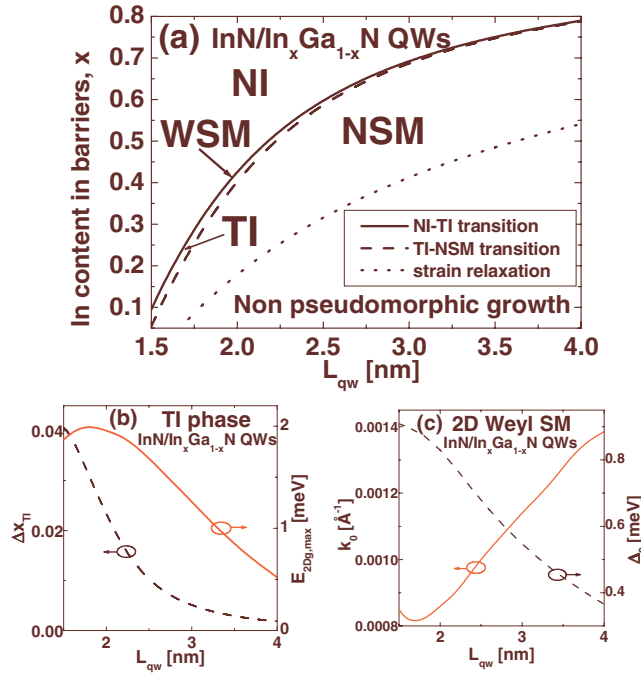 (a) InN/InxGa1-xN QWs
NI
WSM
NSM
TI
NI-TI transition
TI-NSM transition
strain relaxation
Non pseudomorphic growth
In content in barriers, x
0.8
0.7
0.6
0.5
0.4
0.3
0.2
0.1
1.5 2.0 2.5 3.0 3.5 4.0
Lqw [nm]
(b) TI phase
InN/InxGa1-xN QWs
ΔxTI
0.04
0.02
0.00
2
1
0
E2Dg,max [meV]
2 3 4
Lqw [nm]
(c) 2D Weyl SM
InN/InxGa1-xN QWs
k0 [Å-1]
0.0014
0.0012
0.0010
0.0008
0.8
0.6
0.4
Δ0 [meV]
2 3 4
Lqw [nm]